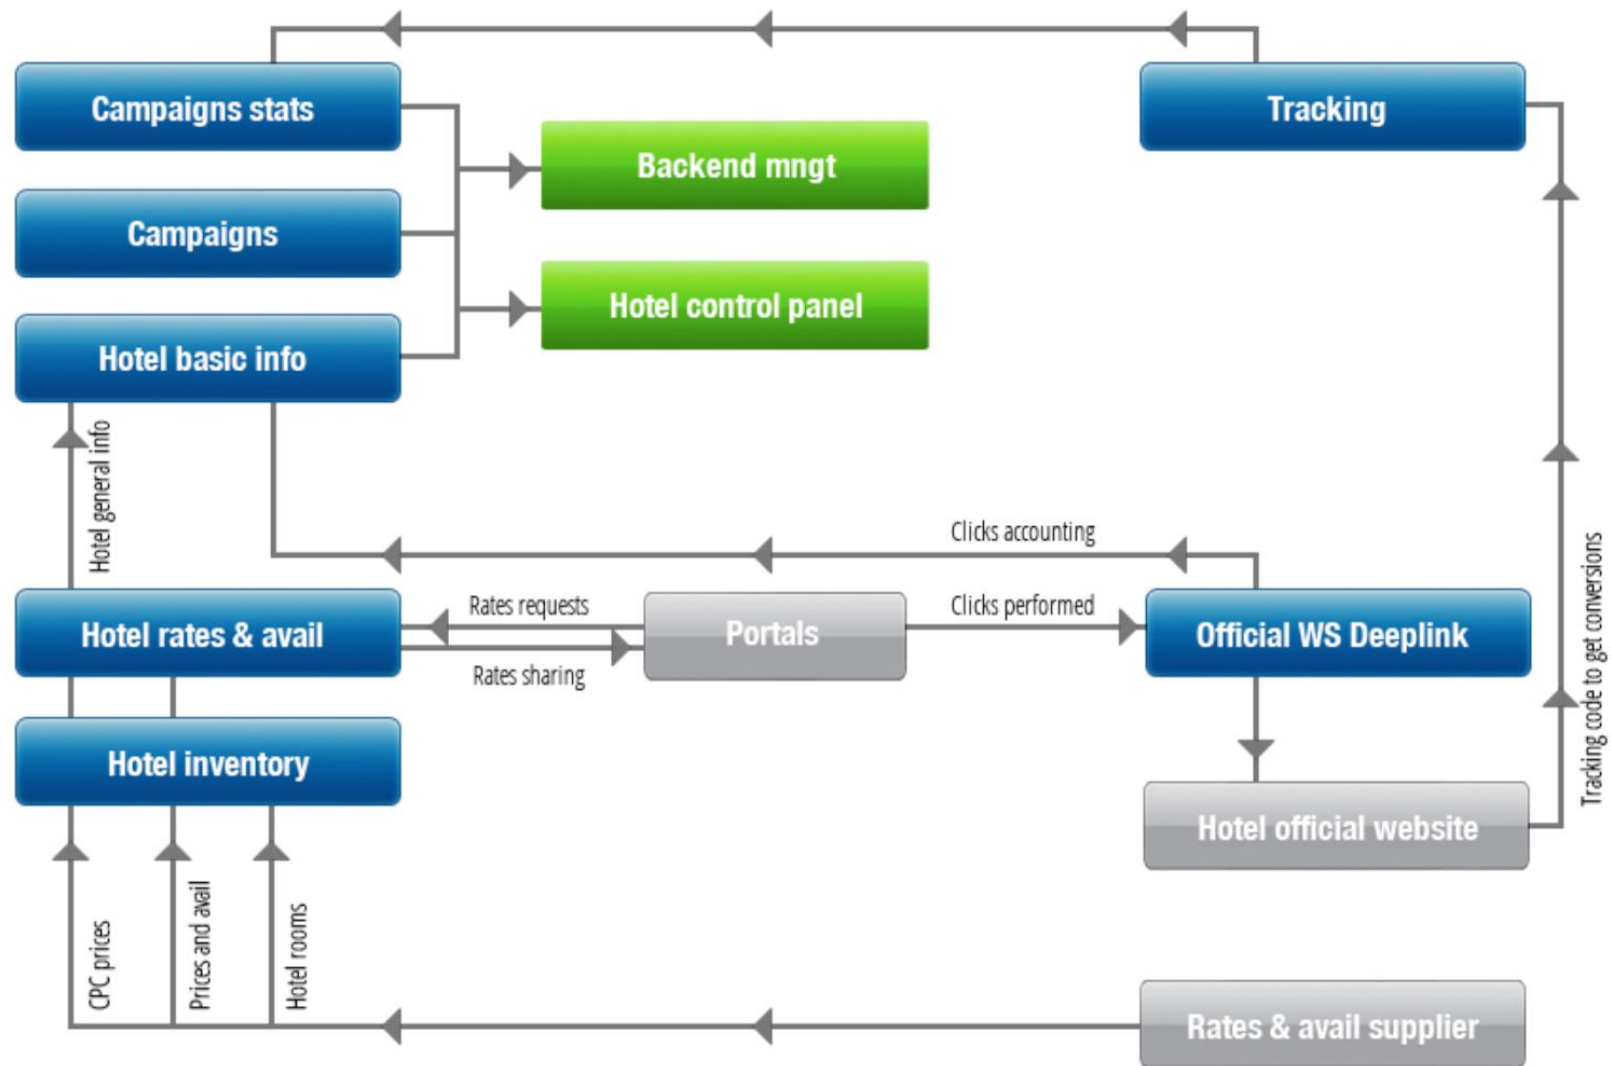 Campaigns stats
Tracking
Backend mngt
Campaigns
Hotel control panel
Hotel basic info
Hotel general info
Clicks accounting
Rates requests
Clicks performed
Hotel rates & avail
Portals
Official WS Deeplink
Rates sharing
Tracking code to get conversions
Hotel inventory
Hotel official website
CPC prices
Prices and avail
Hotel rooms
Rates & avail supplier